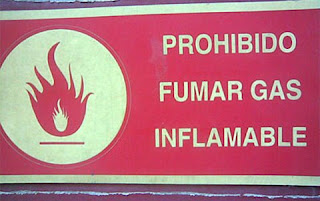 PROHIBIDO
FUMAR GAS
INFLAMABLE